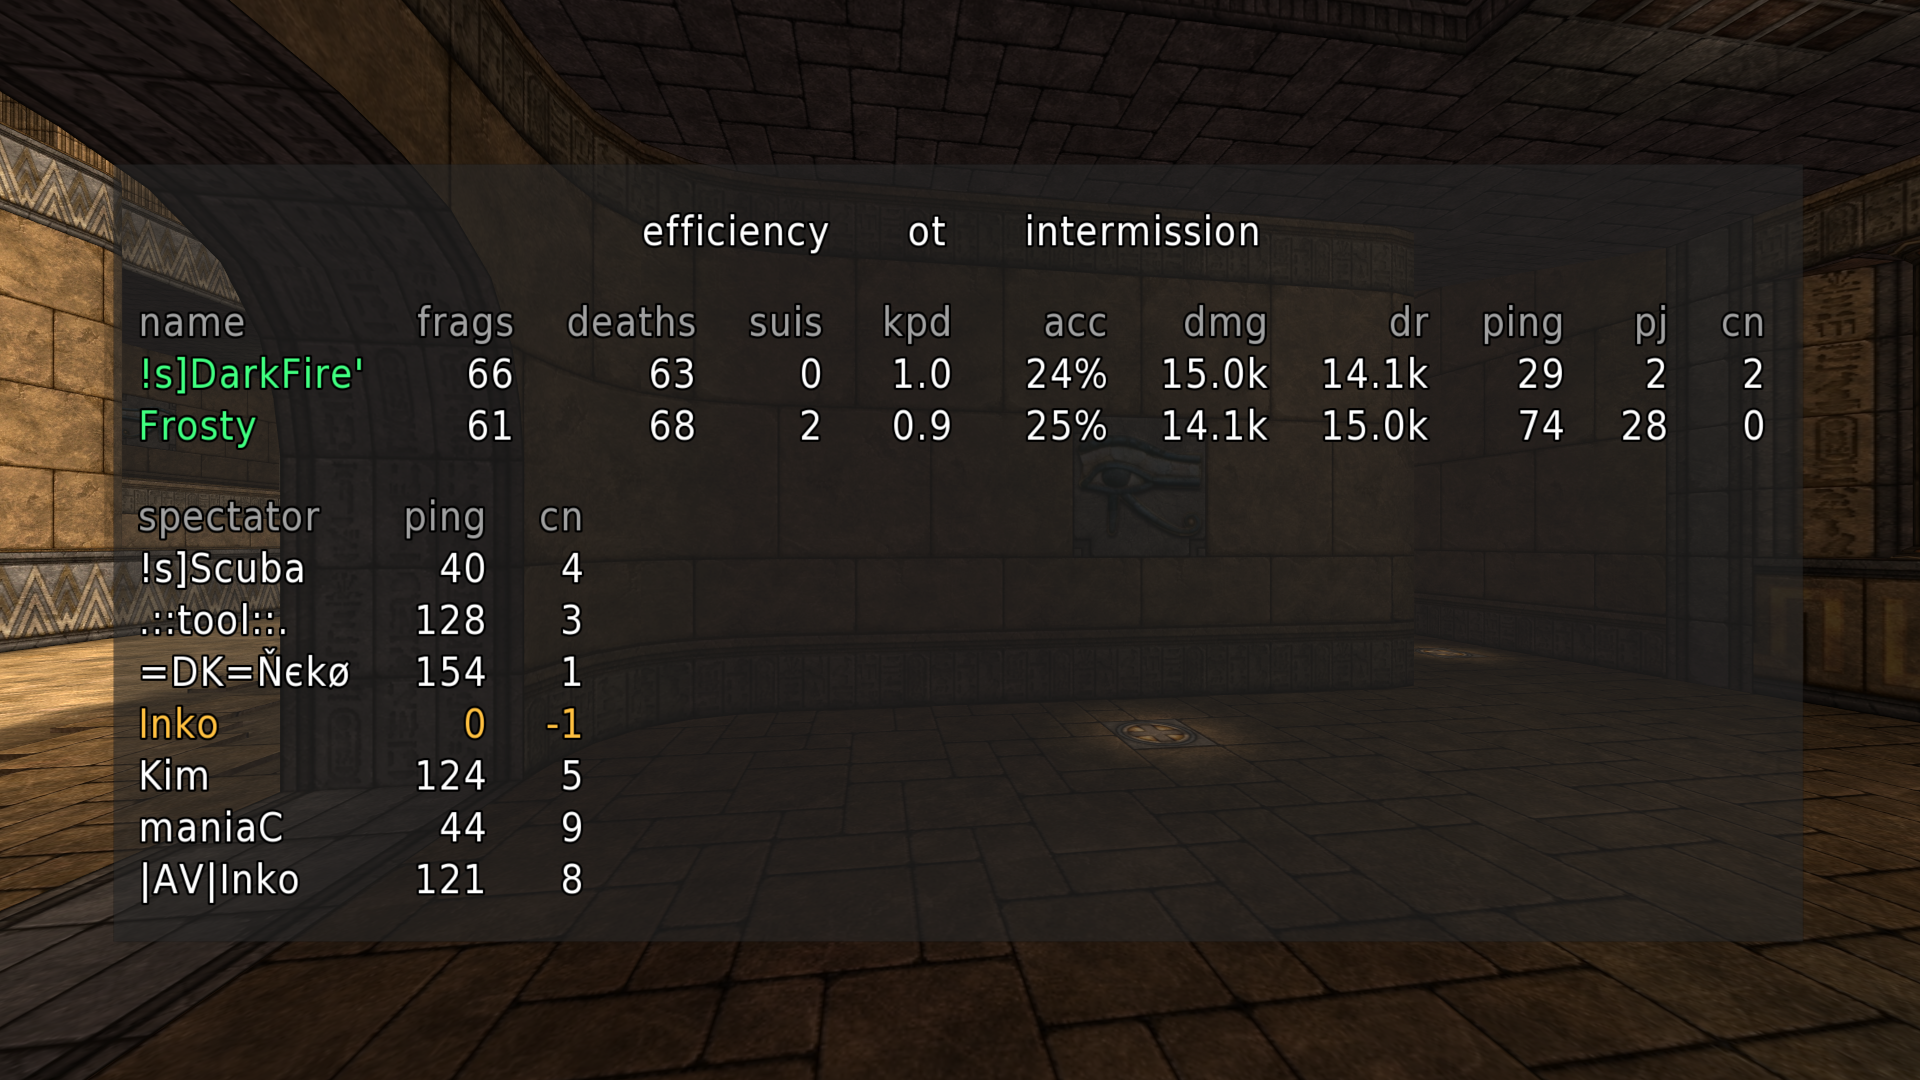 efficiency ot intermission
name frags deaths suis kpd acc dmg dr ping pj cn
!s]DarkFire' 66 63 0 1.0 24% 15.0k 14.1k 29 2 2
Frosty 61 68 2 0.9 25% 14.1k 15.0k 74 28 0
spectator ping cn
!s]Scuba 40 4
.::tool::. 128 3
=DK=Ňєkø 154 1
Inko 0 -1
Kim 124 5
maniaC 44 9
|AV|Inko 121 8